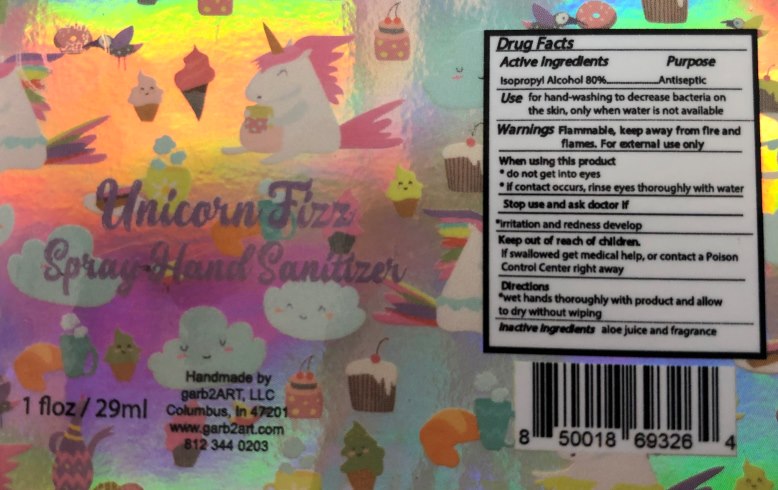 Unicorn Fizz
Spray Hand Sanitizer
1 floz / 29ml
Handmade by
garb2ART, LLC
Columbus, In 47201
www.garb2art.com
812 344 0203
Drug Facts
Active Ingredients Purpose
Isopropyl Alcohol 80%..............Antiseptic
Use for hand-washing to decrease bacteria on
the skin, only when water is not available
Warnings Flammable, keep away from fire and
flames. For external use only
When using this product
* do not get into eyes
* if contact occurs, rinse eyes thoroughly with water
Stop use and ask doctor if
*irritation and redness develop
Keep out of reach of children.
If swallowed get medical help, or contact a Poison
Control Center right away
Directions
*wet hands thoroughly with product and allow
to dry without wiping
Inactive Ingredients aloe juice and fragrance
8 50018 69326 4